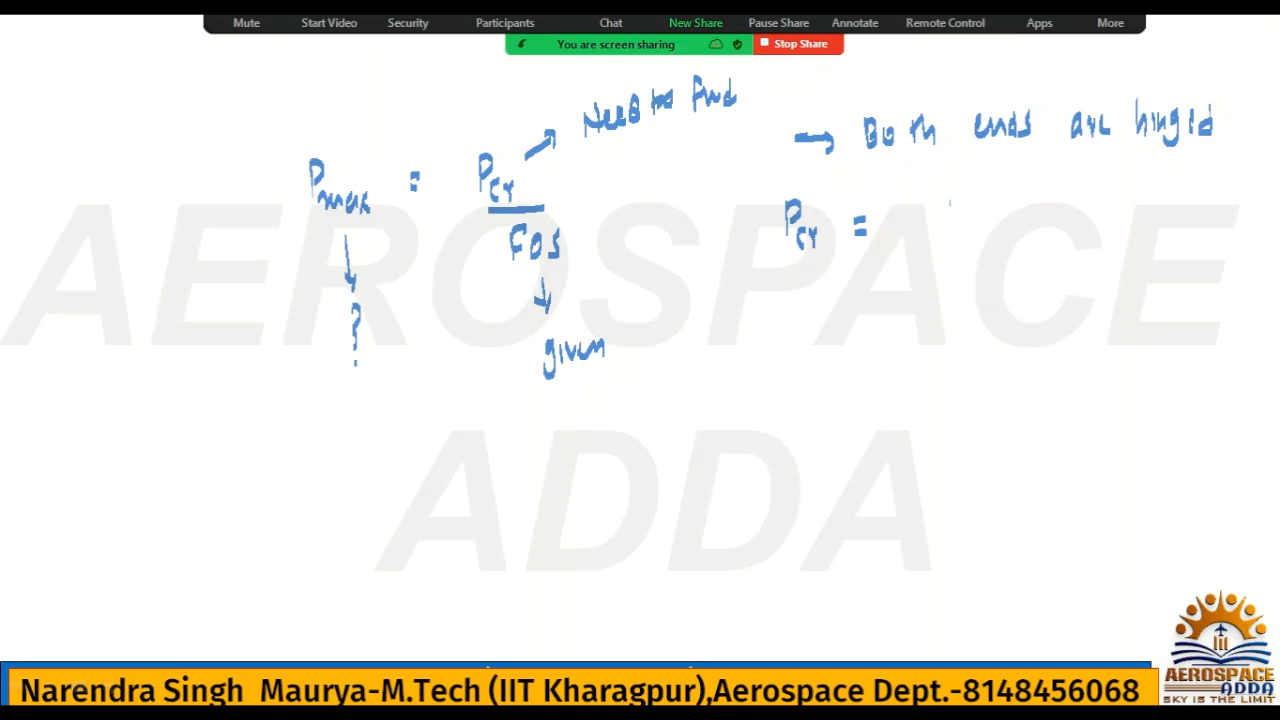 Mute Start Video Security Participants Chat New Share Pause Share Annotate Remote Control Apps More
You are screen sharing Stop Share
Need to find
→ Both ends are hinged
Pmax = Pcr / FOS
Pcr =
↓ ↓
? given
AEROSPACE
ADDA
AEROSPACE
ADDA
SKY IS THE LIMIT
Narendra Singh Maurya-M.Tech (IIT Kharagpur),Aerospace Dept.-8148456068